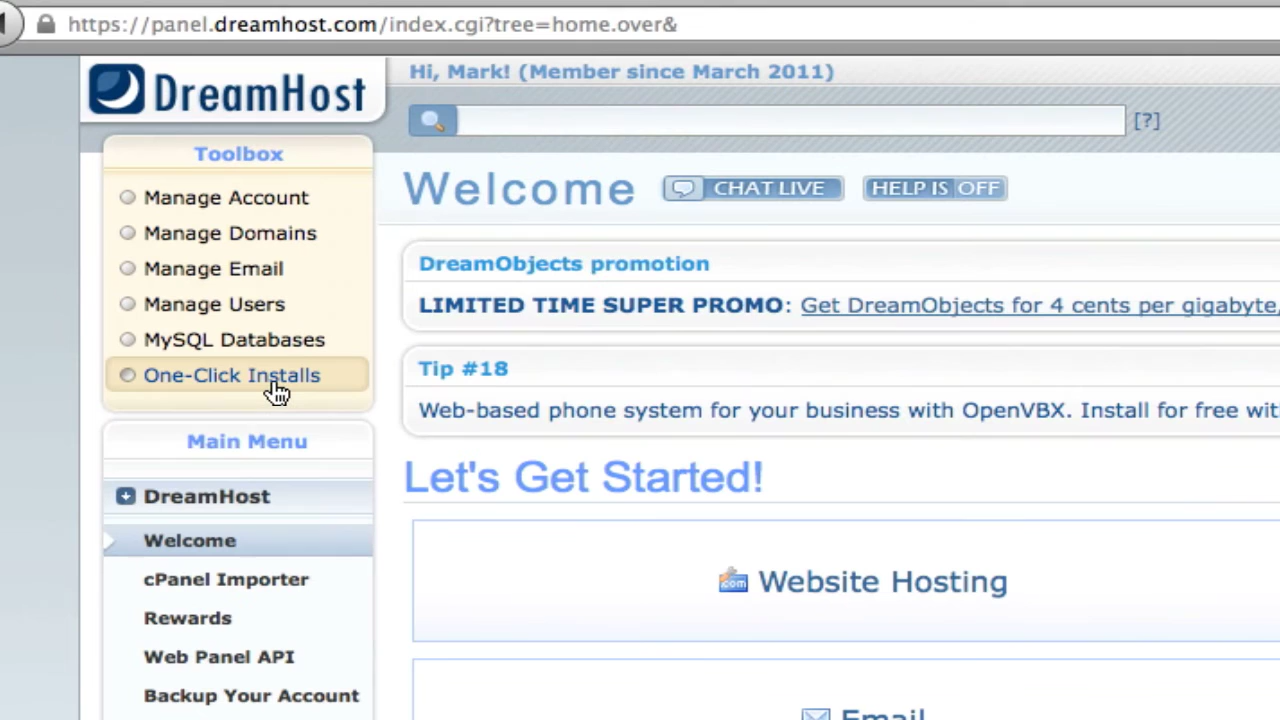 https://panel.dreamhost.com/index.cgi?tree=home.over&
DreamHost
Hi, Mark! (Member since March 2011)
[?]
Toolbox
Manage Account
Manage Domains
Manage Email
Manage Users
MySQL Databases
One-Click Installs
Main Menu
DreamHost
Welcome
cPanel Importer
Rewards
Web Panel API
Backup Your Account
Welcome
CHAT LIVE
HELP IS OFF
DreamObjects promotion
LIMITED TIME SUPER PROMO: Get DreamObjects for 4 cents per gigabyte,
Tip #18
Web-based phone system for your business with OpenVBX. Install for free wit
Let's Get Started!
.com
Website Hosting
Email